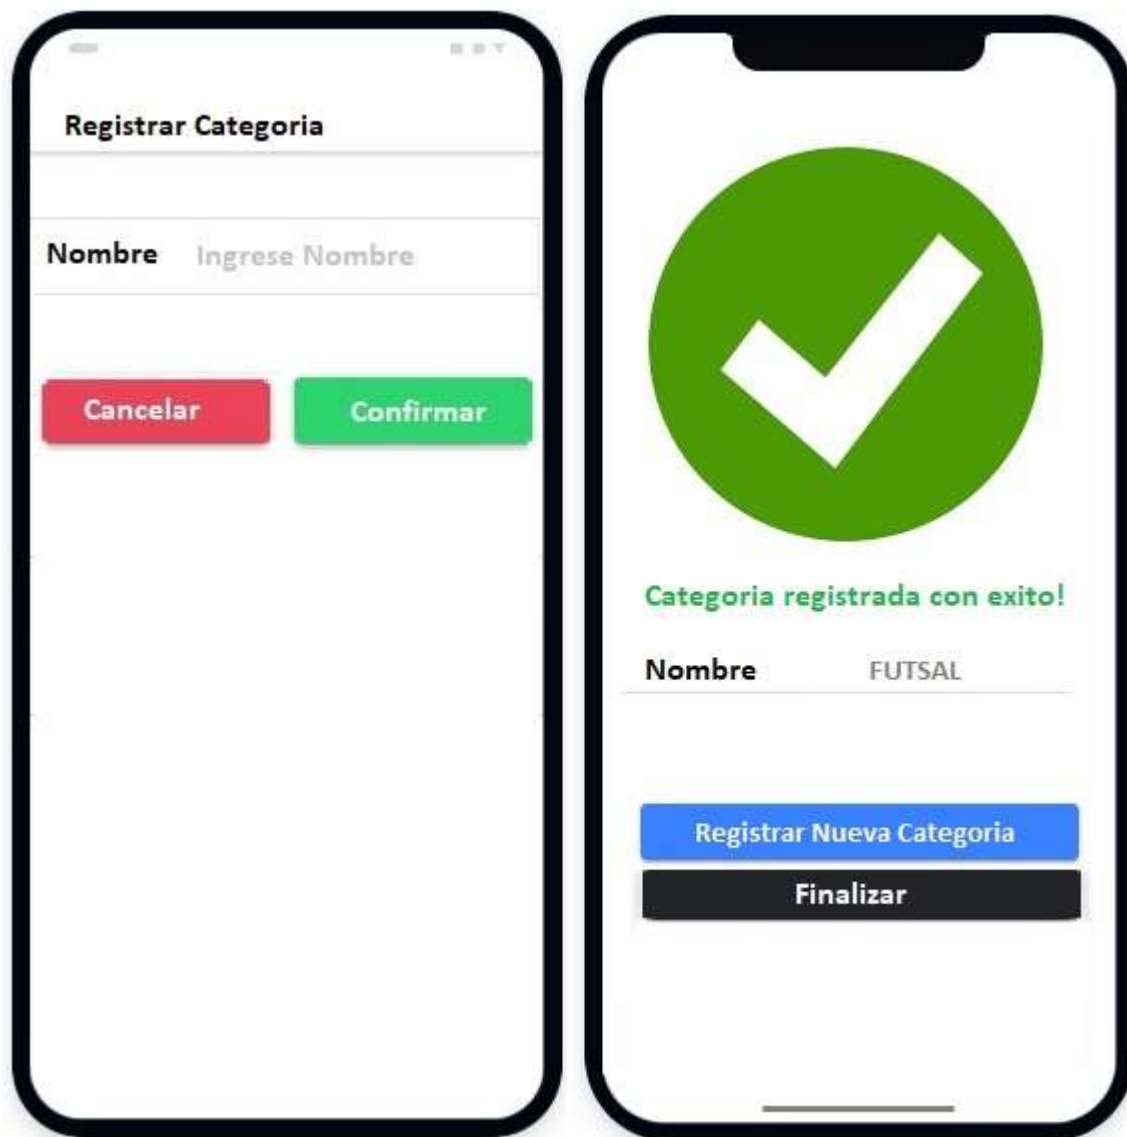 Registrar Categoria
Nombre Ingrese Nombre
Cancelar Confirmar
Categoria registrada con exito!
Nombre FUTSAL
Registrar Nueva Categoria
Finalizar